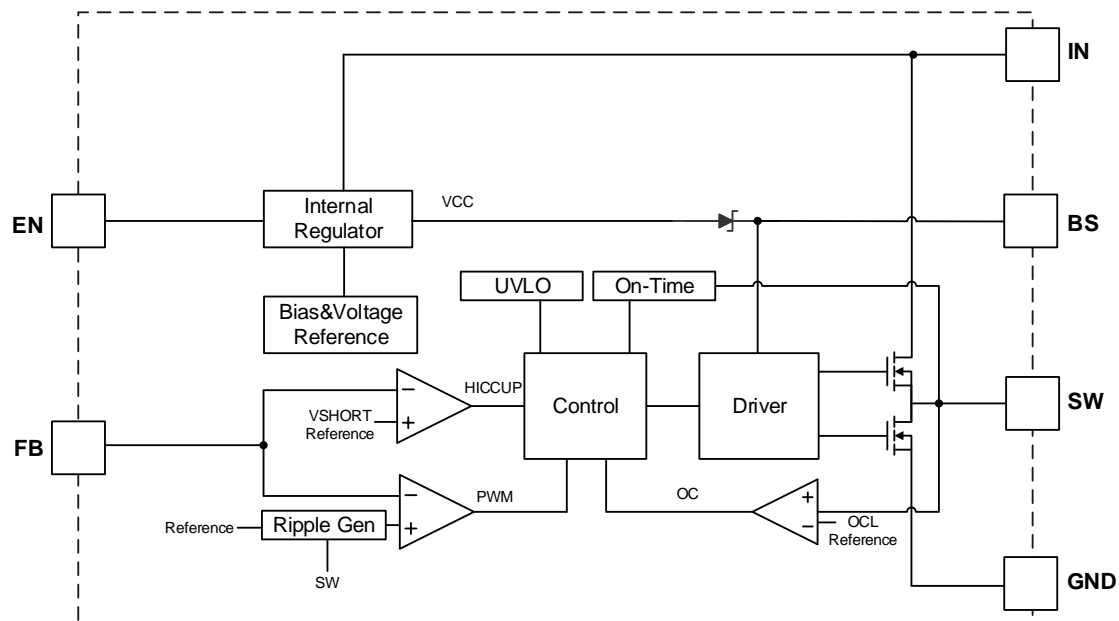 IN
EN
Internal
Regulator
VCC
BS
UVLO
On-Time
Bias&Voltage
Reference
HICCUP
Control
Driver
SW
VSHORT
Reference
FB
PWM
OC
OCL
Reference
Reference
Ripple Gen
SW
GND